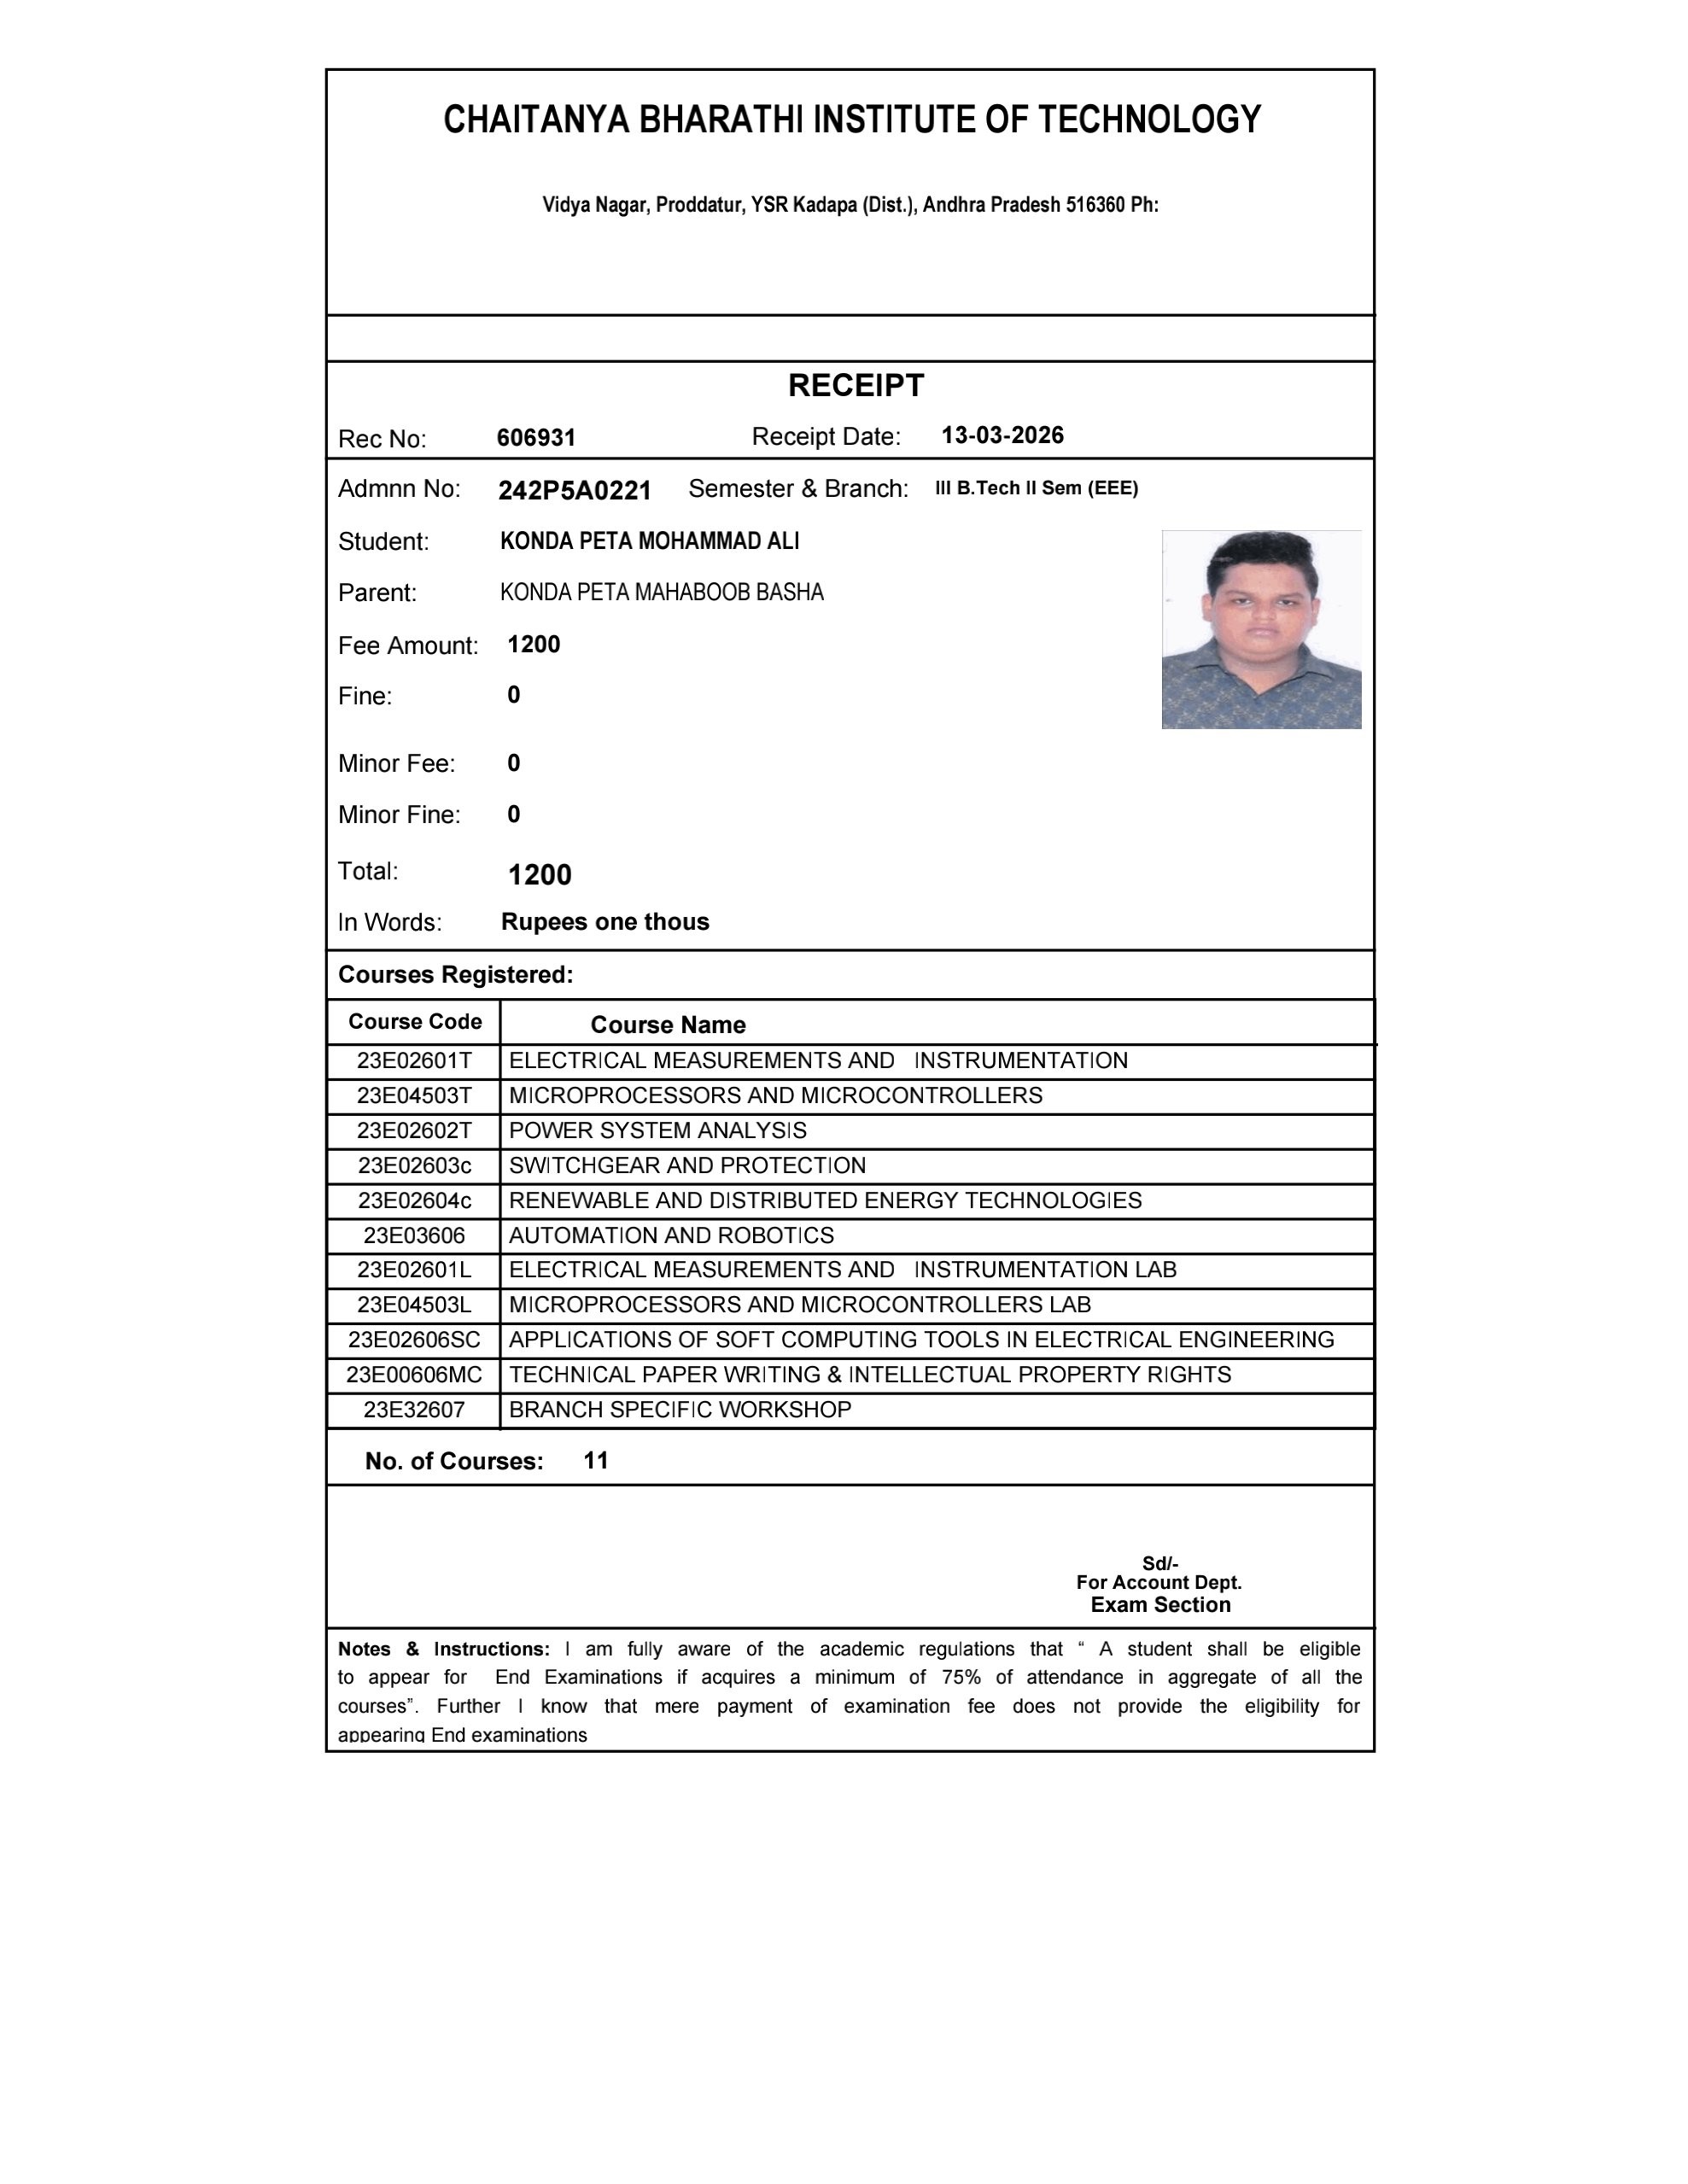 CHAITANYA BHARATHI INSTITUTE OF TECHNOLOGY
Vidya Nagar, Proddatur, YSR Kadapa (Dist.), Andhra Pradesh 516360 Ph:
RECEIPT
Rec No: 606931 Receipt Date: 13-03-2026
Admnn No: 242P5A0221 Semester & Branch: III B.Tech II Sem (EEE)
Student: KONDA PETA MOHAMMAD ALI
Parent: KONDA PETA MAHABOOB BASHA
Fee Amount: 1200
Fine: 0
Minor Fee: 0
Minor Fine: 0
Total: 1200
In Words: Rupees one thous
Courses Registered:
Course Code Course Name
23E02601T ELECTRICAL MEASUREMENTS AND INSTRUMENTATION
23E04503T MICROPROCESSORS AND MICROCONTROLLERS
23E02602T POWER SYSTEM ANALYSIS
23E02603c SWITCHGEAR AND PROTECTION
23E02604c RENEWABLE AND DISTRIBUTED ENERGY TECHNOLOGIES
23E03606 AUTOMATION AND ROBOTICS
23E02601L ELECTRICAL MEASUREMENTS AND INSTRUMENTATION LAB
23E04503L MICROPROCESSORS AND MICROCONTROLLERS LAB
23E02606SC APPLICATIONS OF SOFT COMPUTING TOOLS IN ELECTRICAL ENGINEERING
23E00606MC TECHNICAL PAPER WRITING & INTELLECTUAL PROPERTY RIGHTS
23E32607 BRANCH SPECIFIC WORKSHOP
No. of Courses: 11
Sd/-
For Account Dept.
Exam Section
Notes & Instructions: I am fully aware of the academic regulations that “ A student shall be eligible
to appear for End Examinations if acquires a minimum of 75% of attendance in aggregate of all the
courses”. Further I know that mere payment of examination fee does not provide the eligibility for
appearing End examinations